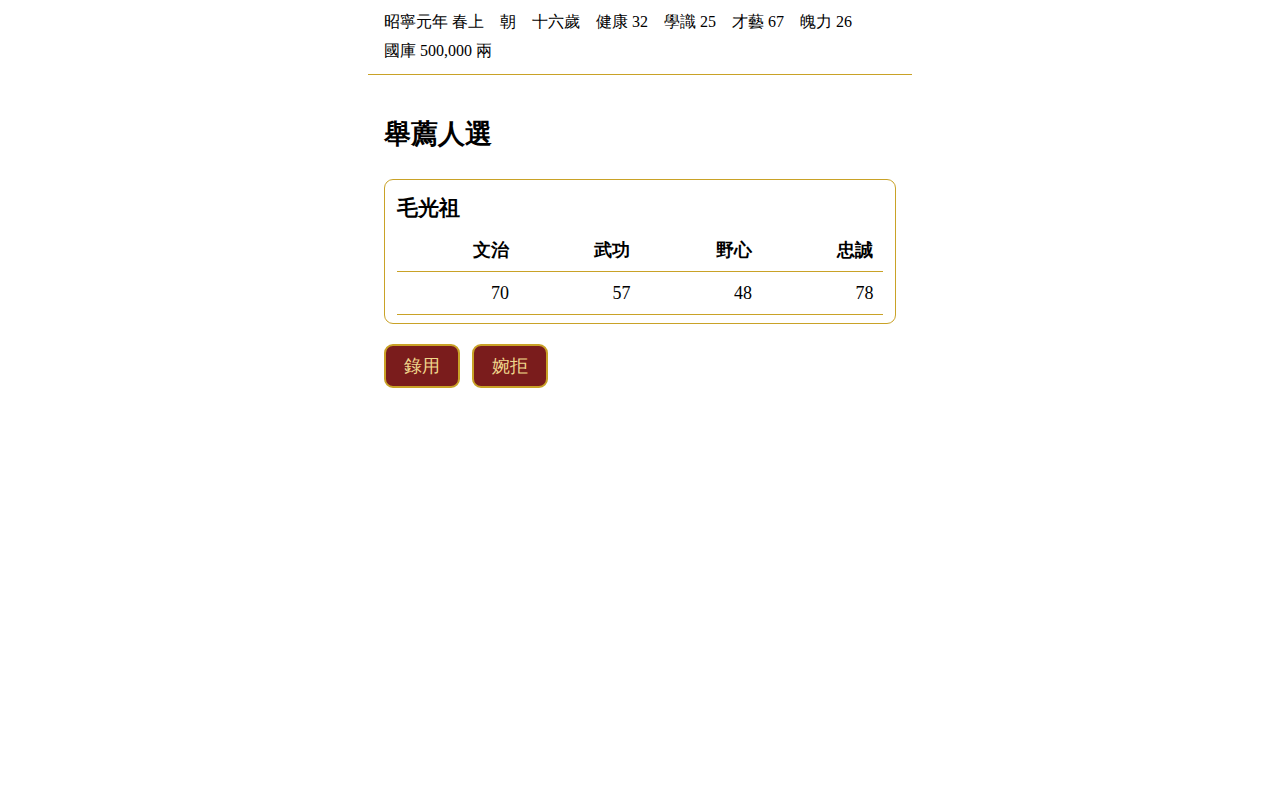 昭寧元年 春上　朝　十六歲　健康 32　學識 25　才藝 67　魄力 26
國庫 500,000 兩
舉薦人選
毛光祖
文治　武功　野心　忠誠
70　57　48　78
錄用　婉拒